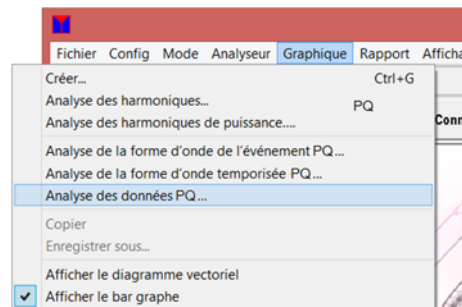 Fichier Config Mode Analyseur Graphique Rapport Affich
Créer... Ctrl+G
Analyse des harmoniques... PQ
Analyse des harmoniques de puissance....
Conn
Analyse de la forme d'onde de l'événement PQ...
Analyse de la forme d'onde temporisée PQ...
Analyse des données PQ...
Copier
Enregistrer sous...
Afficher le diagramme vectoriel
Afficher le bar graphe